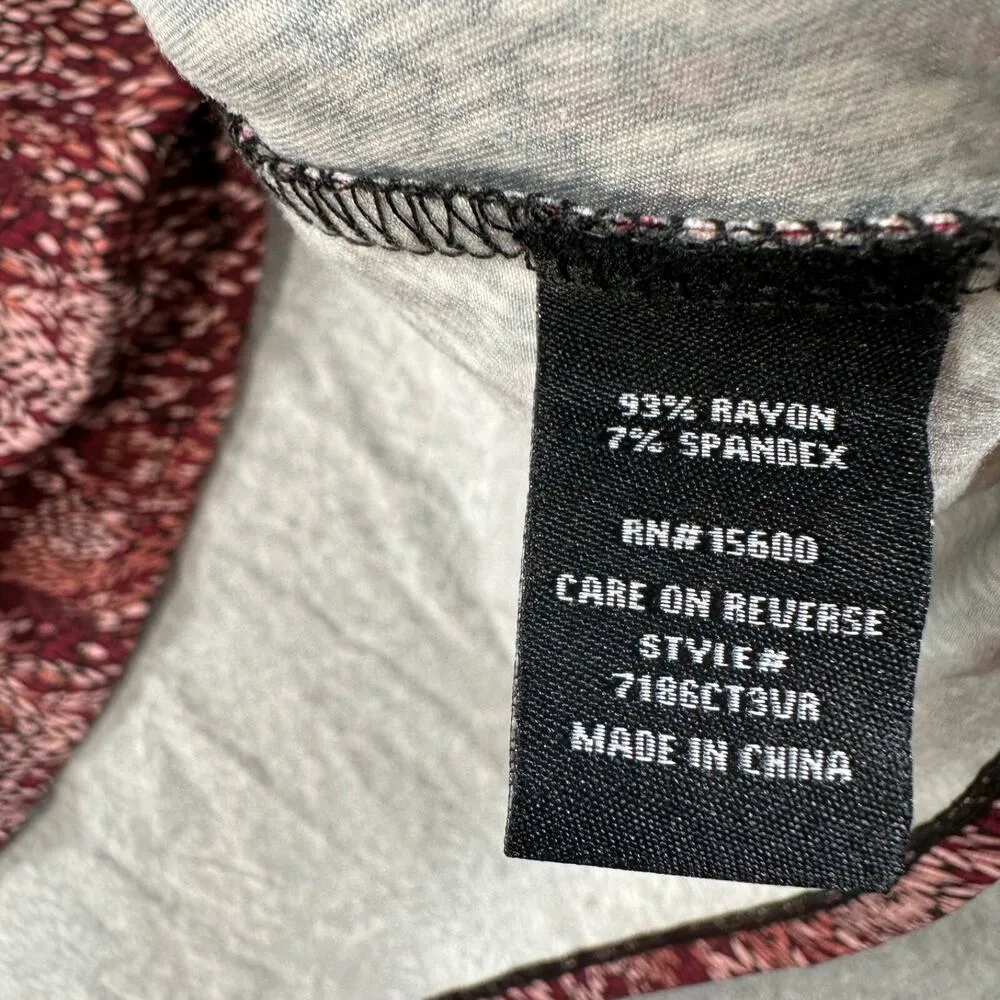 93% RAYON
7% SPANDEX
RN#15600
CARE ON REVERSE
STYLE#
7186CT3VR
MADE IN CHINA